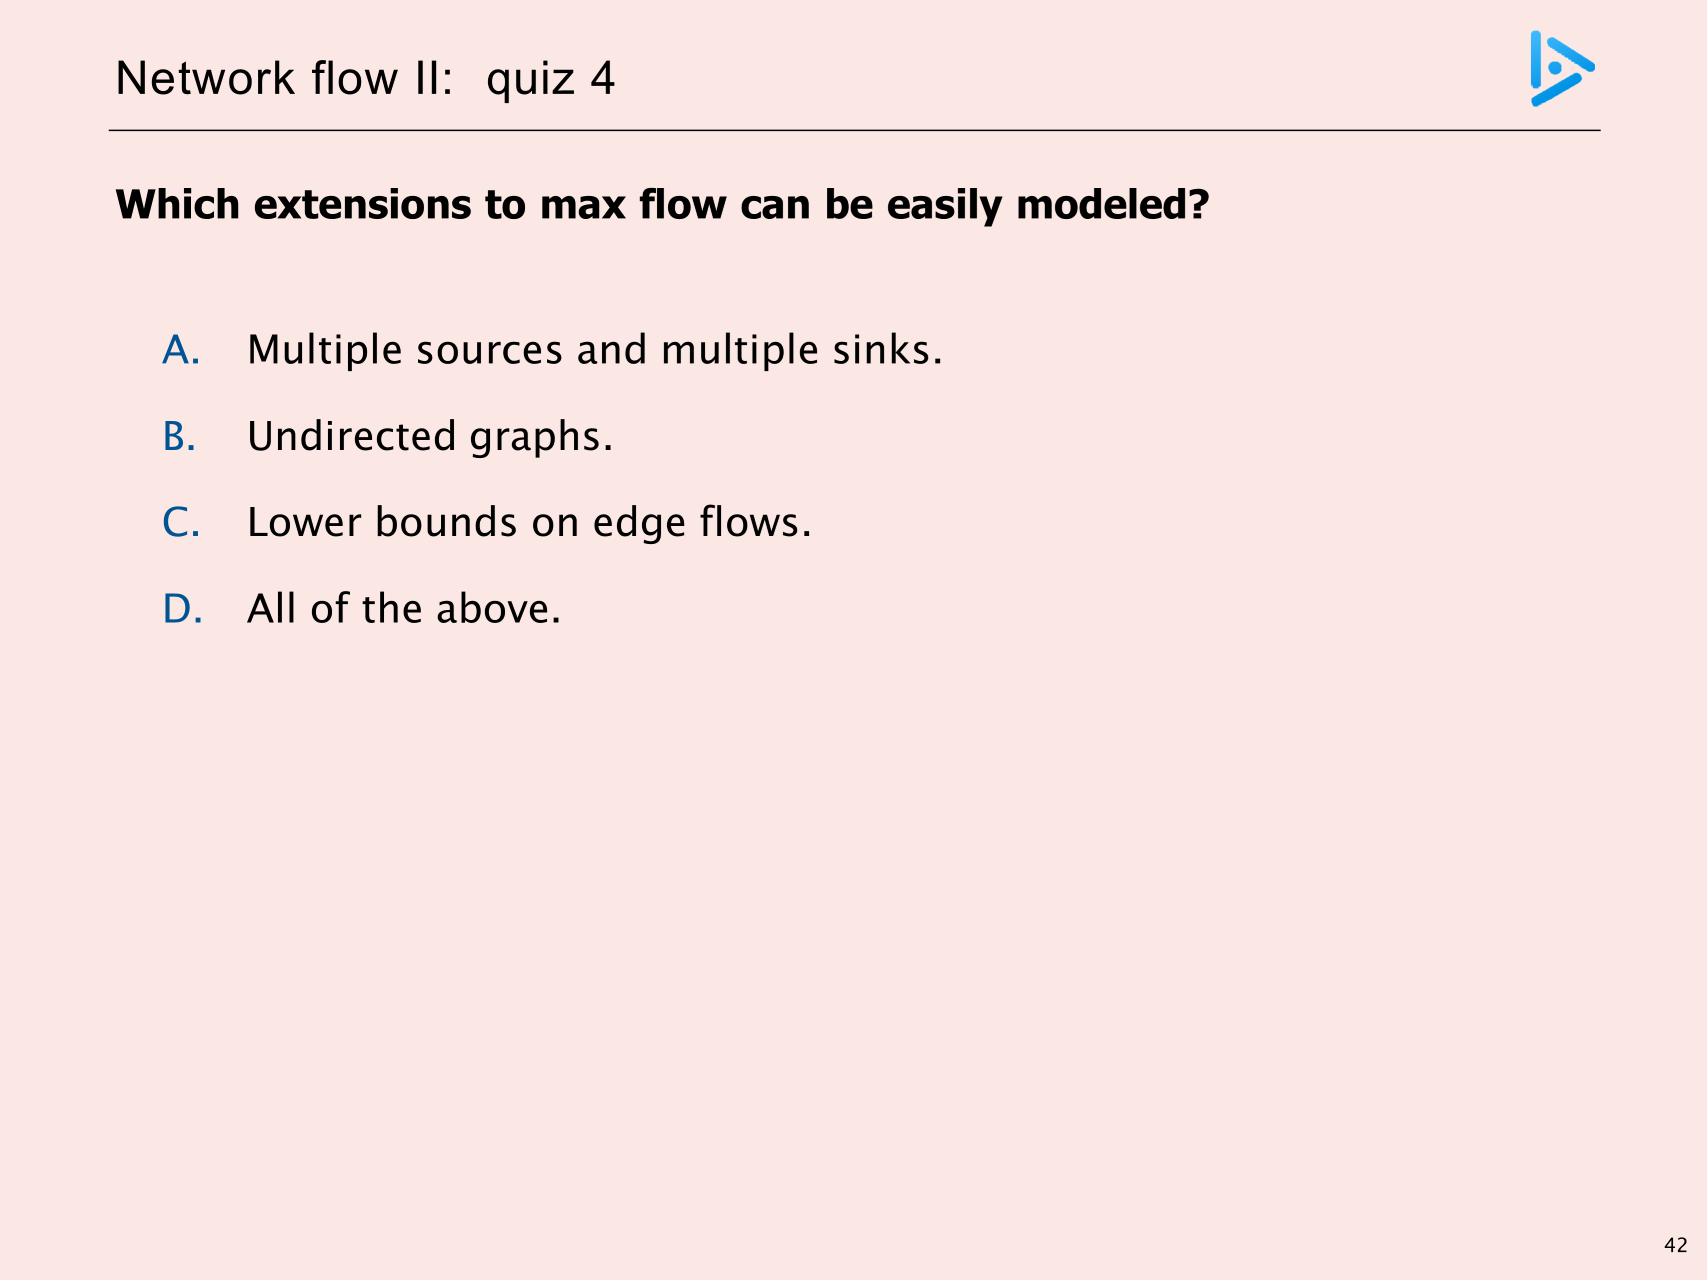 Network flow II: quiz 4
Which extensions to max flow can be easily modeled?
A. Multiple sources and multiple sinks.
B. Undirected graphs.
C. Lower bounds on edge flows.
D. All of the above.
42